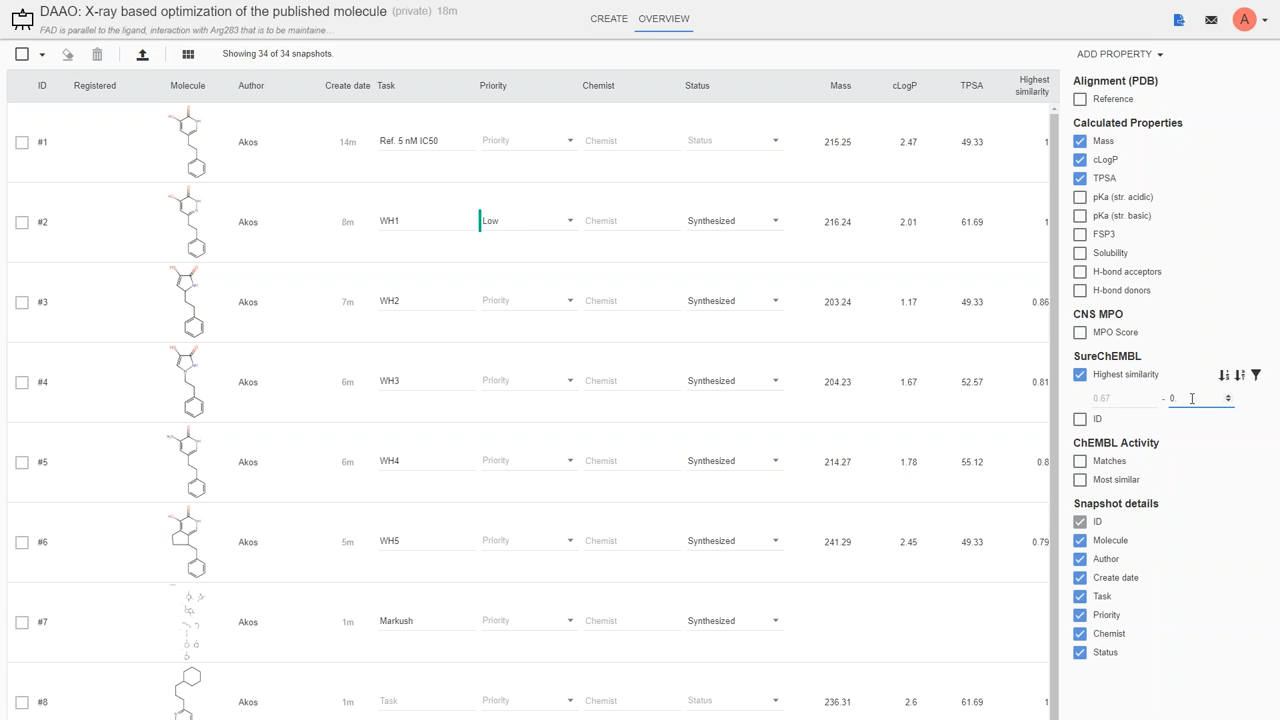 DAAO: X-ray based optimization of the published molecule (private) 18m
FAD is parallel to the ligand, interaction with Arg283 that is to be maintaine...
CREATE OVERVIEW
A
Showing 34 of 34 snapshots.
ADD PROPERTY
ID Registered Molecule Author Create date Task Priority Chemist Status Mass cLogP TPSA Highest similarity
#1 Akos 14m Ref. 5 nM IC50 Priority Chemist Status 215.25 2.47 49.33 1
#2 Akos 8m WH1 Low Chemist Synthesized 216.24 2.01 61.69 1
#3 Akos 7m WH2 Priority Chemist Synthesized 203.24 1.17 49.33 0.86
#4 Akos 6m WH3 Priority Chemist Synthesized 204.23 1.67 52.57 0.81
#5 Akos 6m WH4 Priority Chemist Synthesized 214.27 1.78 55.12 0.8
#6 Akos 5m WH5 Priority Chemist Synthesized 241.29 2.45 49.33 0.79
#7 Akos 1m Markush Priority Chemist Synthesized
#8 Akos 1m Task Priority Chemist Status 236.31 2.6 61.69
Alignment (PDB)
Reference
Calculated Properties
Mass
cLogP
TPSA
pKa (str. acidic)
pKa (str. basic)
FSP3
Solubility
H-bond acceptors
H-bond donors
CNS MPO
MPO Score
SureChEMBL
Highest similarity
0.67 - 0.
ID
ChEMBL Activity
Matches
Most similar
Snapshot details
ID
Molecule
Author
Create date
Task
Priority
Chemist
Status